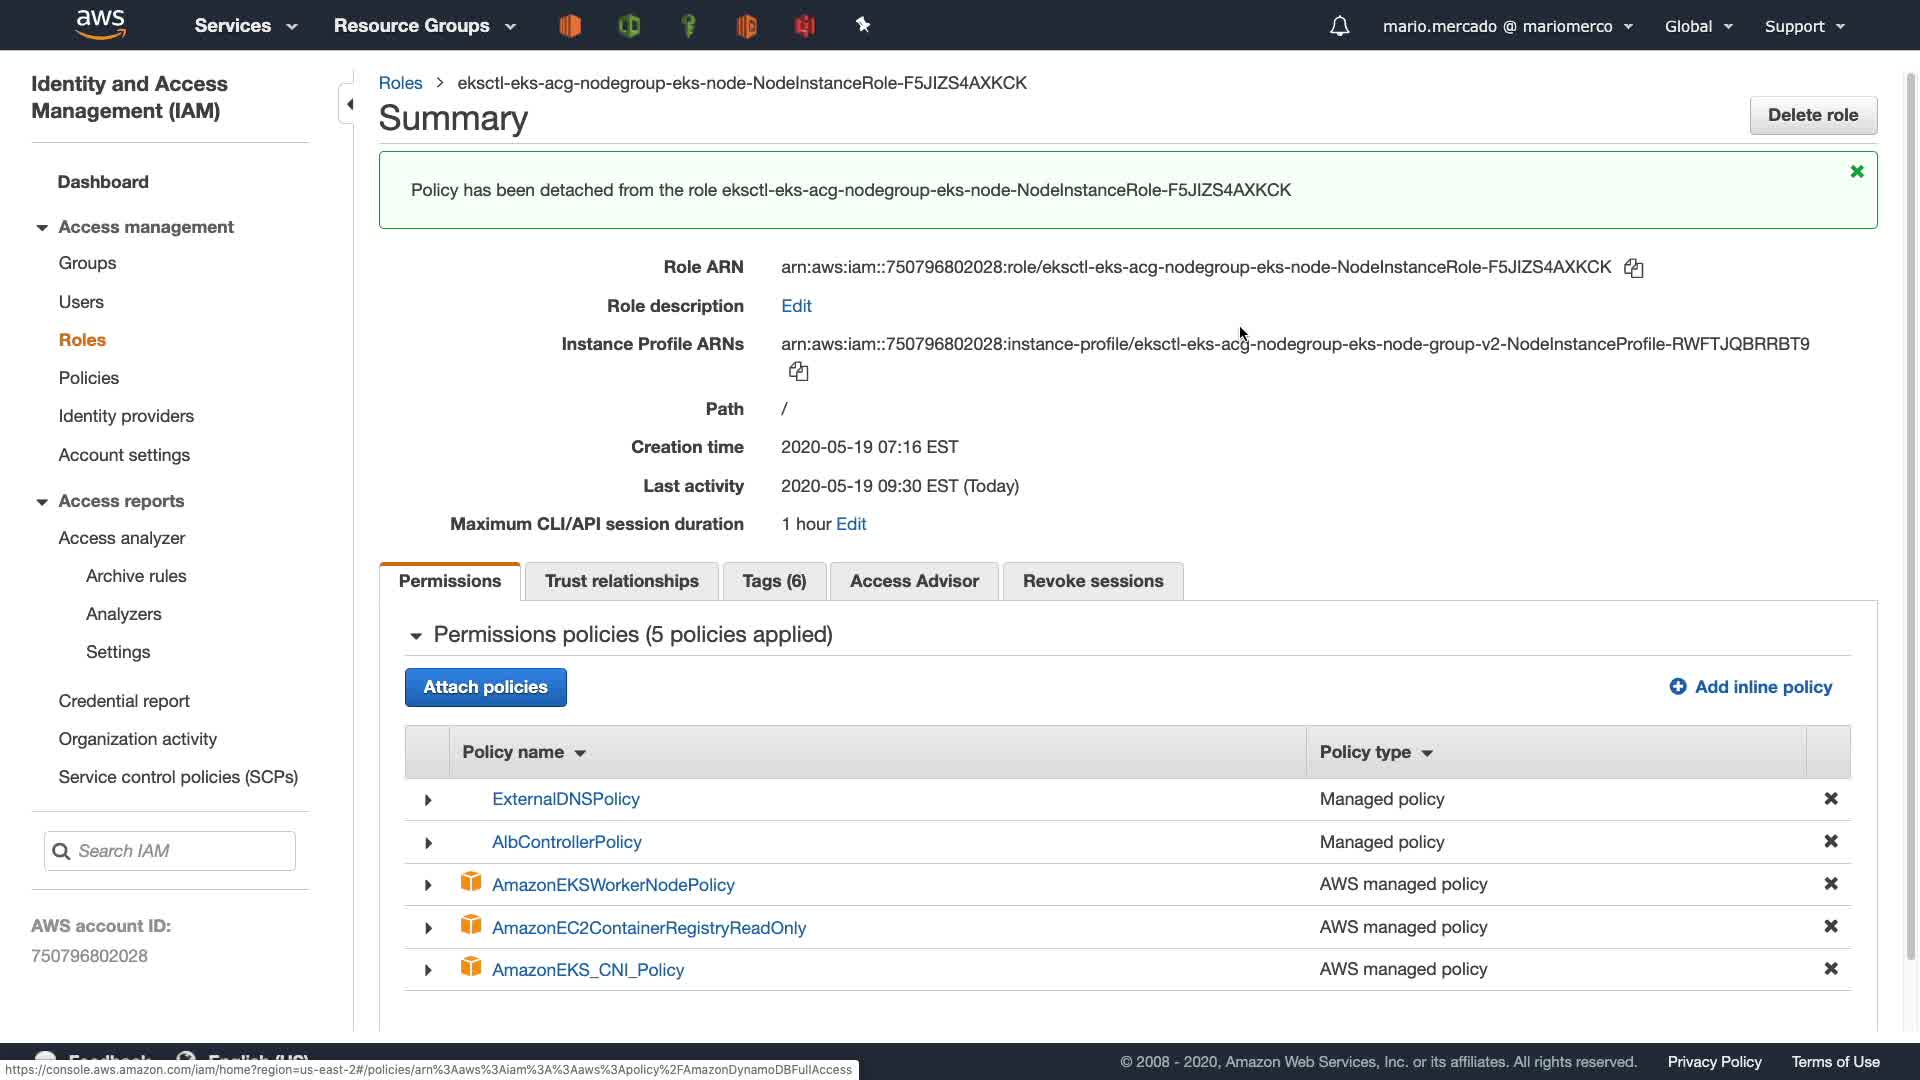 aws Services Resource Groups mario.mercado @ mariomerco Global Support
Identity and Access
Management (IAM)
Dashboard
Access management
Groups
Users
Roles
Policies
Identity providers
Account settings
Access reports
Access analyzer
Archive rules
Analyzers
Settings
Credential report
Organization activity
Service control policies (SCPs)
Search IAM
AWS account ID:
750796802028
Roles > eksctl-eks-acg-nodegroup-eks-node-NodeInstanceRole-F5JIZS4AXKCK
Summary
Delete role
Policy has been detached from the role eksctl-eks-acg-nodegroup-eks-node-NodeInstanceRole-F5JIZS4AXKCK
Role ARN arn:aws:iam::750796802028:role/eksctl-eks-acg-nodegroup-eks-node-NodeInstanceRole-F5JIZS4AXKCK
Role description Edit
Instance Profile ARNs arn:aws:iam::750796802028:instance-profile/eksctl-eks-acg-nodegroup-eks-node-group-v2-NodeInstanceProfile-RWFTJQBRRBT9
Path /
Creation time 2020-05-19 07:16 EST
Last activity 2020-05-19 09:30 EST (Today)
Maximum CLI/API session duration 1 hour Edit
Permissions Trust relationships Tags (6) Access Advisor Revoke sessions
Permissions policies (5 policies applied)
Attach policies Add inline policy
Policy name Policy type
ExternalDNSPolicy Managed policy
AlbControllerPolicy Managed policy
AmazonEKSWorkerNodePolicy AWS managed policy
AmazonEC2ContainerRegistryReadOnly AWS managed policy
AmazonEKS_CNI_Policy AWS managed policy
Feedback English (US) © 2008 - 2020, Amazon Web Services, Inc. or its affiliates. All rights reserved. Privacy Policy Terms of Use
https://console.aws.amazon.com/iam/home?region=us-east-2#/policies/arn%3Aaws%3Aiam%3A%3Aaws%3Apolicy%2FAmazonDynamoDBFullAccess